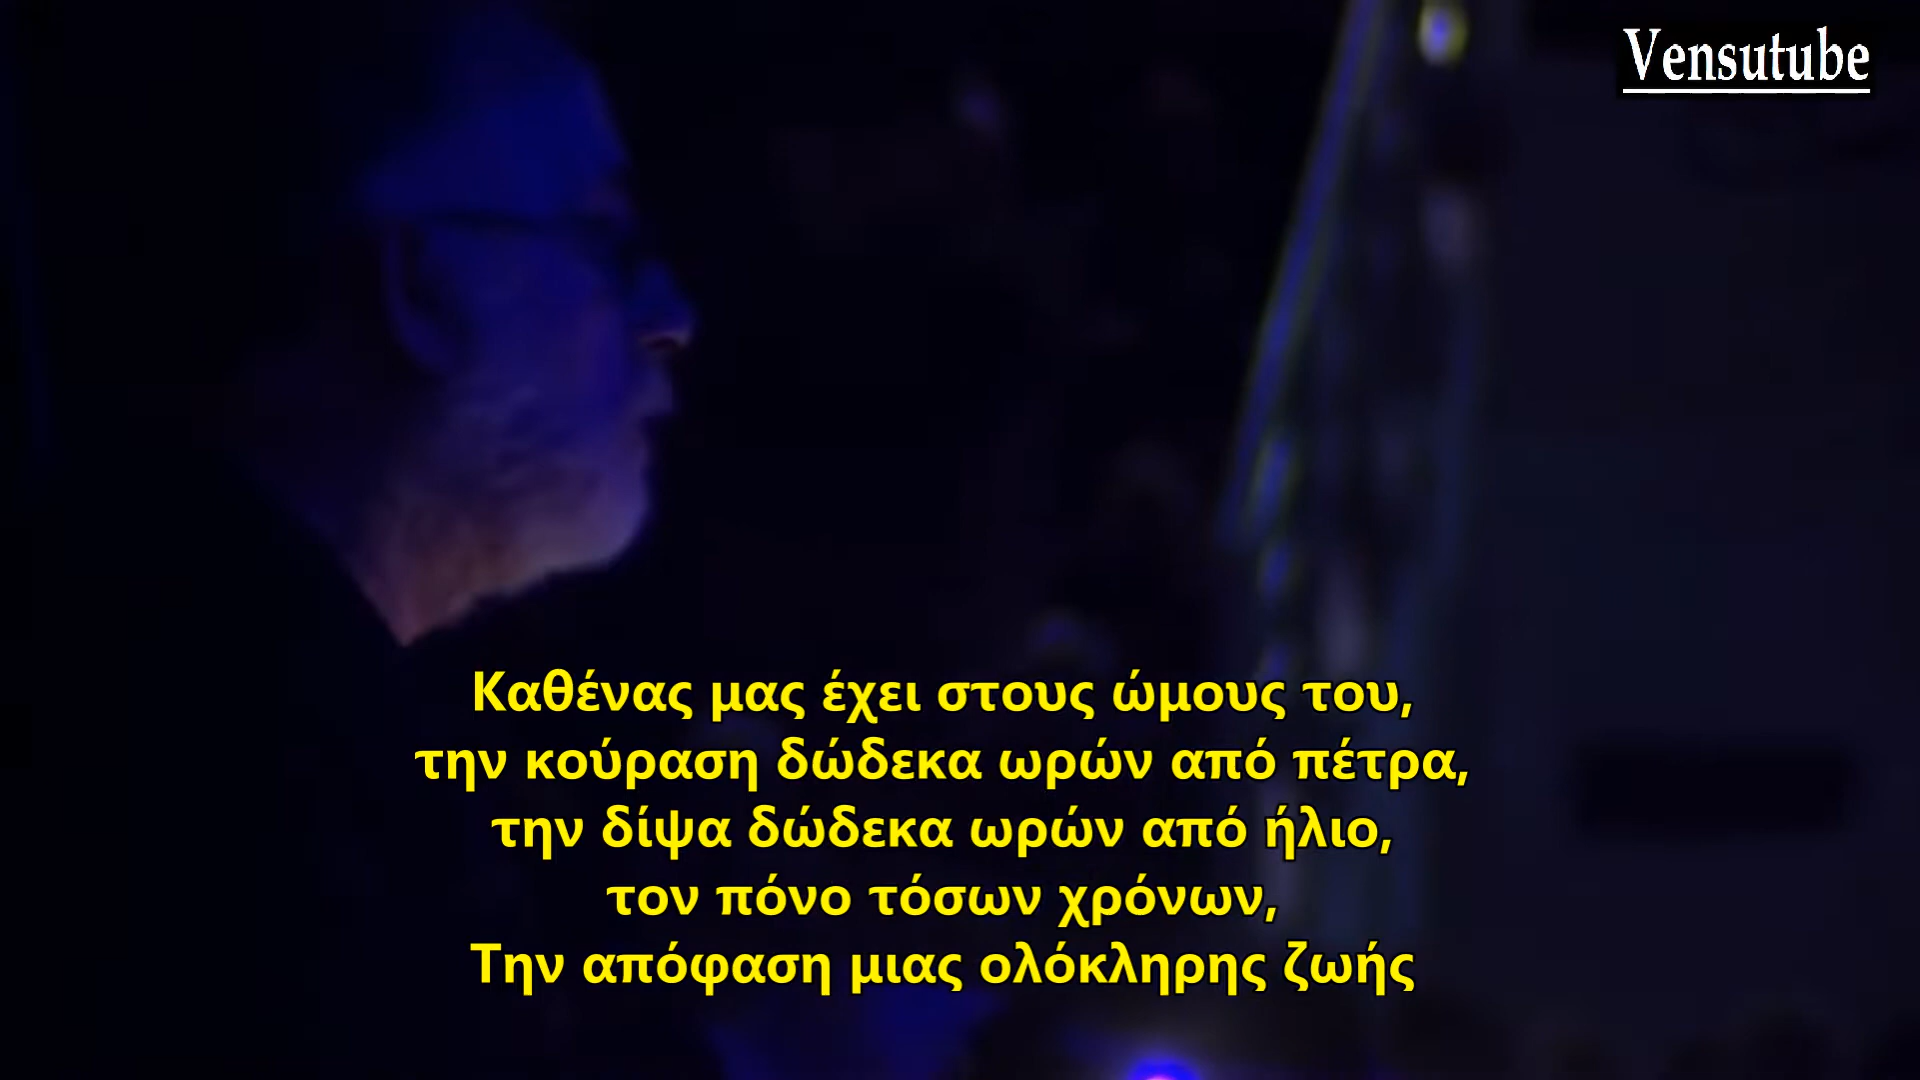 Vensutube
Καθένας μας έχει στους ώμους του,
την κούραση δώδεκα ωρών από πέτρα,
την δίψα δώδεκα ωρών από ήλιο,
τον πόνο τόσων χρόνων,
Την απόφαση μιας ολόκληρης ζωής